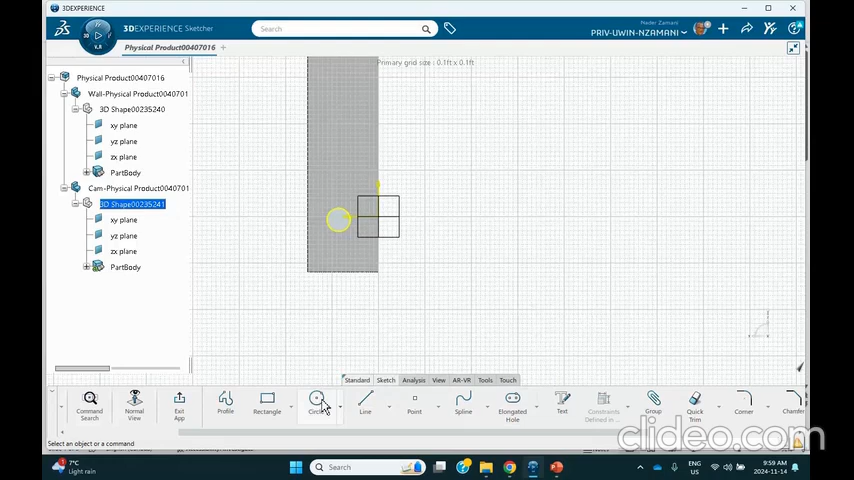 3DEXPERIENCE
3DEXPERIENCE Sketcher
Search
Nader Zamani
PRIV-UWIN-NZAMANI
3D
V.R
Physical Product00407016
Primary grid size : 0.1ft x 0.1ft
Physical Product00407016
Wall-Physical Product0040701
3D Shape00235240
xy plane
yz plane
zx plane
PartBody
Cam-Physical Product0040701
3D Shape00235241
xy plane
yz plane
zx plane
PartBody
Standard Sketch Analysis View AR-VR Tools Touch
Command Search
Normal View
Exit App
Profile
Rectangle
Circle
Line
Point
Spline
Elongated Hole
Text
Constraints Defined in...
Group
Quick Trim
Corner
Chamfer
Select an object or a command
clideo.com
7°C
Light rain
Search
ENG
US
9:59 AM
2024-11-14